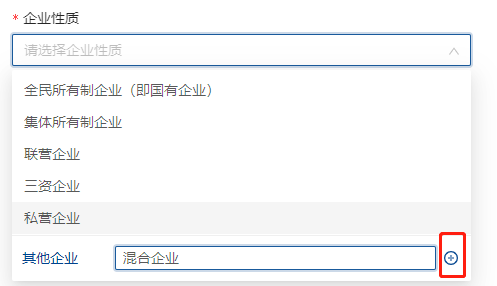 * 企业性质
请选择企业性质
全民所有制企业（即国有企业）
集体所有制企业
联营企业
三资企业
私营企业
其他企业 混合企业